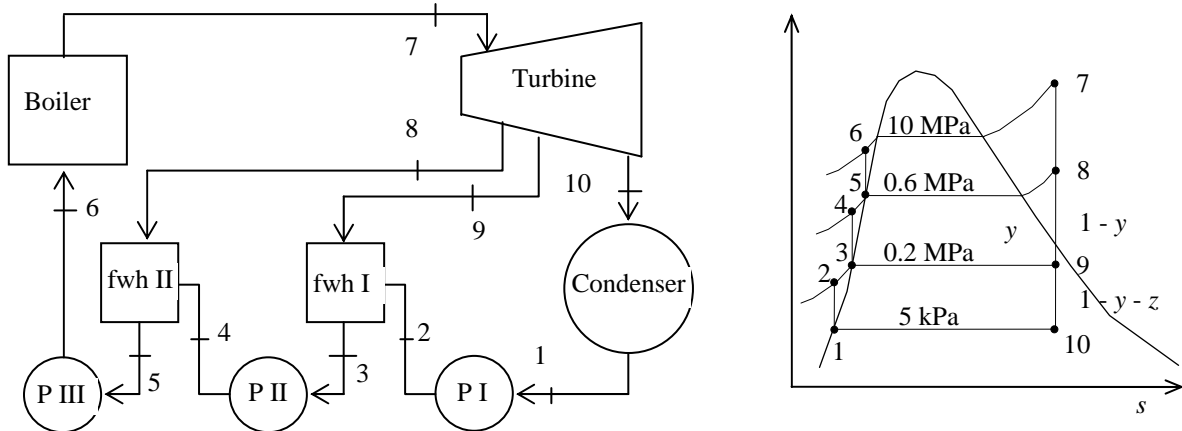 7
Turbine
Boiler
8
10
9
6
fwh II
fwh I
Condenser
4
2
1
5
3
P III
P II
P I
7
6
10 MPa
8
5
0.6 MPa
4
y
1 - y
3
0.2 MPa
9
2
1 - y - z
5 kPa
1
10
s